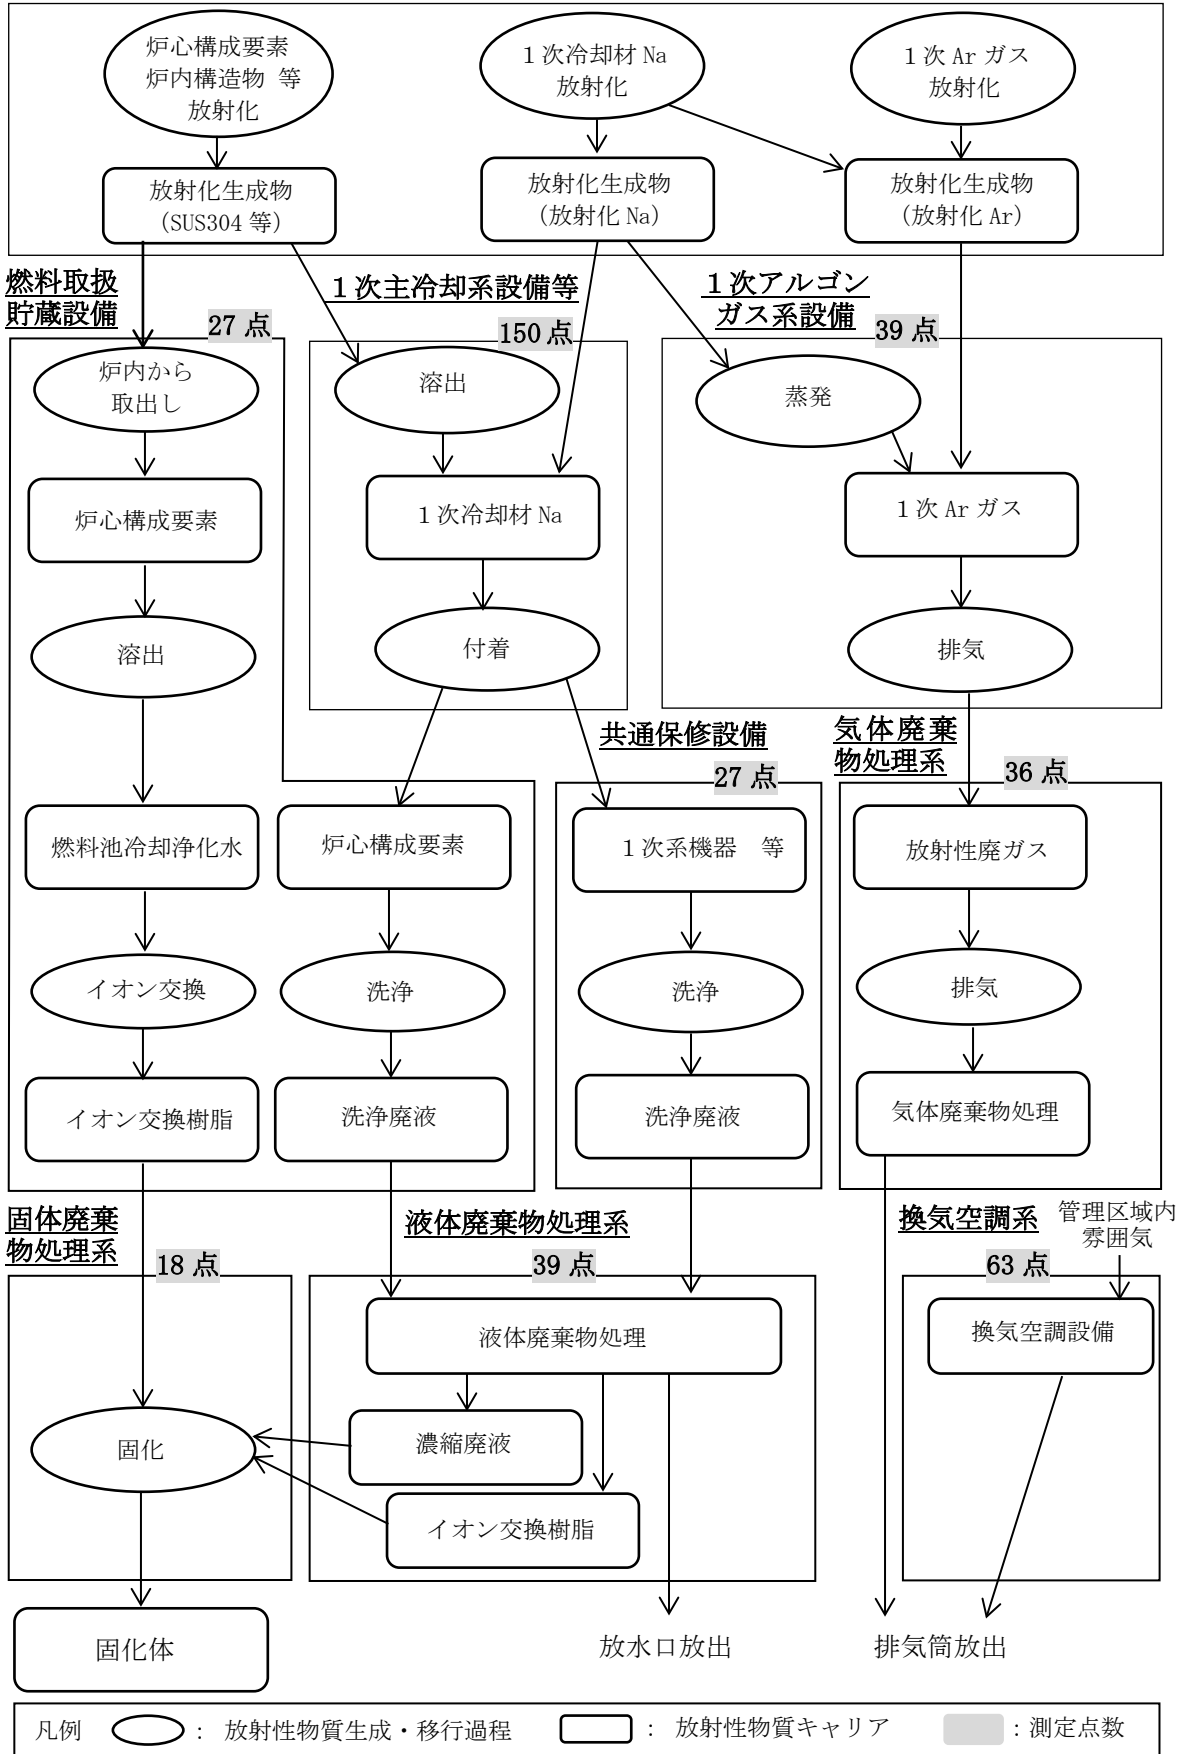 炉心構成要素
炉内構造物 等
放射化
１次冷却材 Na
放射化
１次 Ar ガス
放射化
放射化生成物
（SUS304 等）
放射化生成物
（放射化 Na）
放射化生成物
（放射化 Ar）
燃料取扱
貯蔵設備
27 点
１次主冷却系設備等
150 点
１次アルゴン
ガス系設備
39 点
炉内から
取出し
溶出
蒸発
炉心構成要素
１次冷却材 Na
１次 Ar ガス
溶出
付着
排気
共通保修設備
27 点
気体廃棄
物処理系
36 点
燃料池冷却浄化水
炉心構成要素
１次系機器　等
放射性廃ガス
イオン交換
洗浄
洗浄
排気
イオン交換樹脂
洗浄廃液
洗浄廃液
気体廃棄物処理
固体廃棄
物処理系
18 点
液体廃棄物処理系
39 点
換気空調系
63 点
管理区域内
雰囲気
液体廃棄物処理
換気空調設備
固化
濃縮廃液
イオン交換樹脂
固化体
放水口放出
排気筒放出
凡例 ： 放射性物質生成・移行過程 ： 放射性物質キャリア ：測定点数